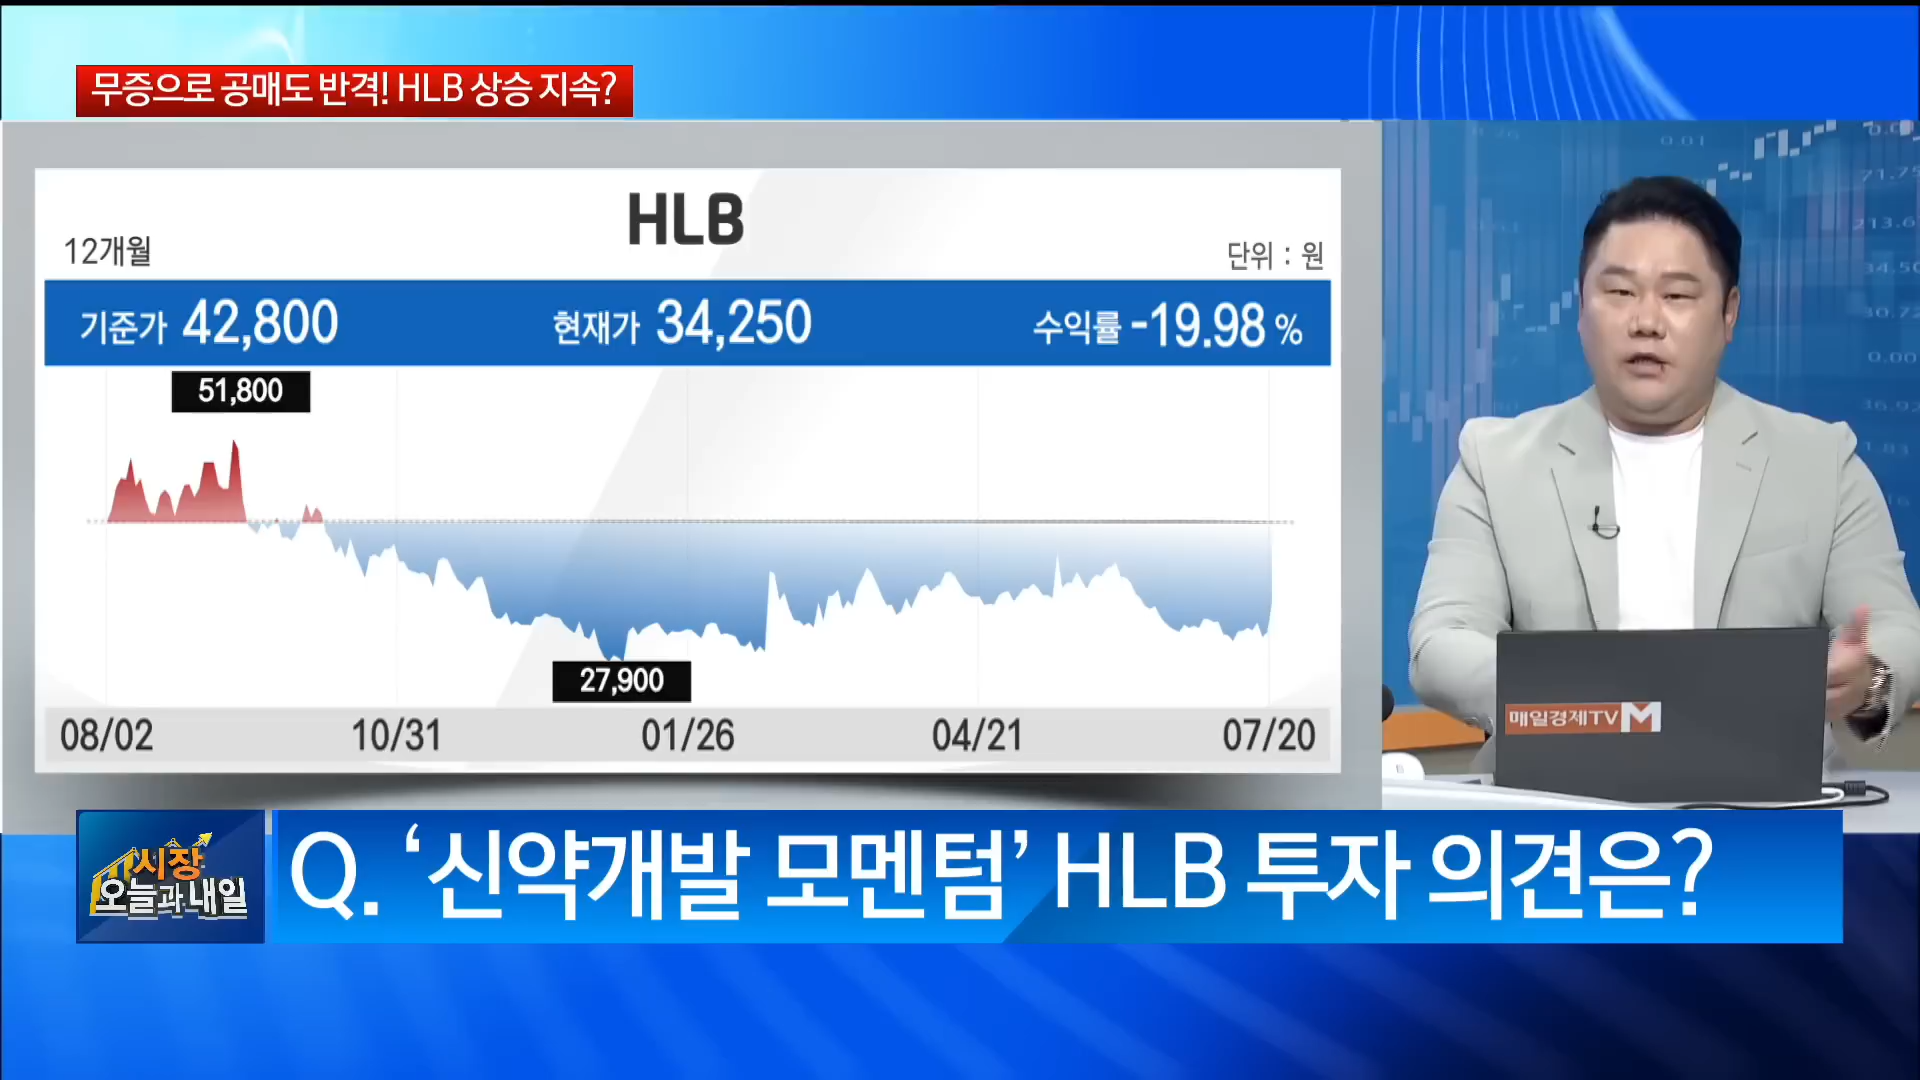 무증으로 공매도 반격! HLB 상승 지속?
HLB
12개월
단위 : 원
기준가 42,800 현재가 34,250 수익률 -19.98 %
51,800
27,900
08/02 10/31 01/26 04/21 07/20
매일경제TV M
시장
오늘과 내일
Q. ‘신약개발 모멘텀’ HLB 투자 의견은?